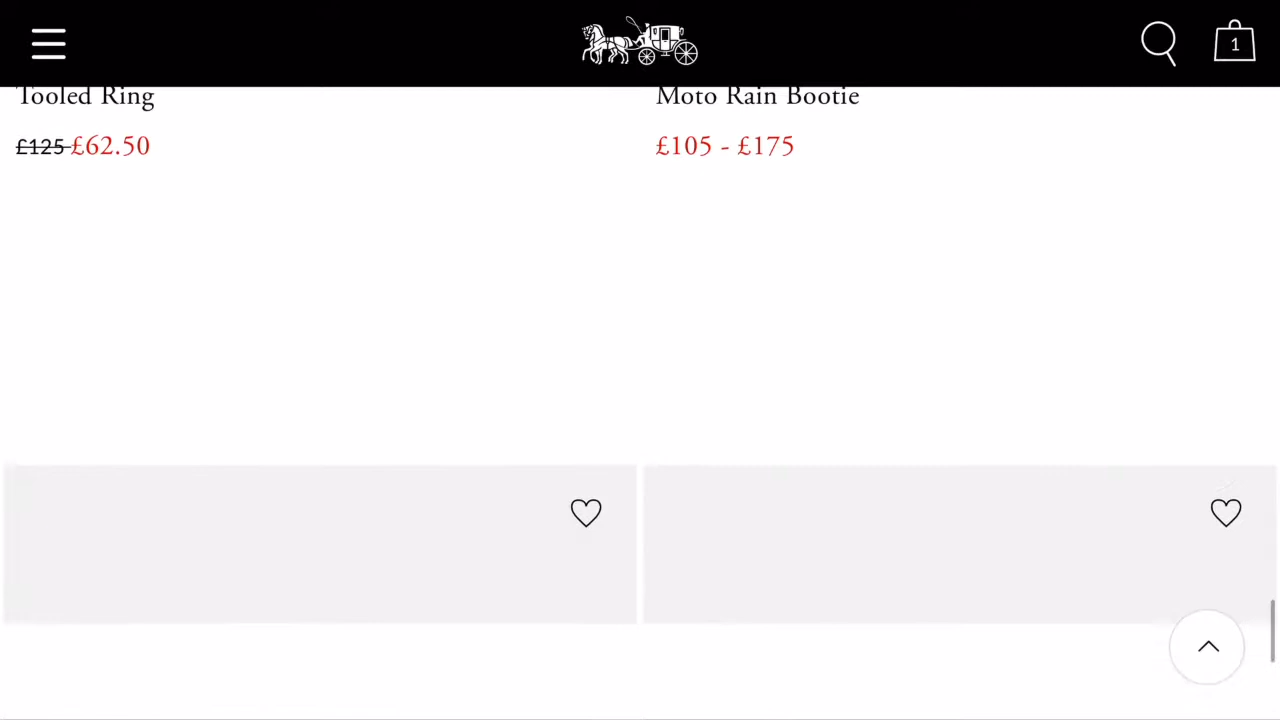 1
Tooled Ring
£125 £62.50
Moto Rain Bootie
£105 - £175